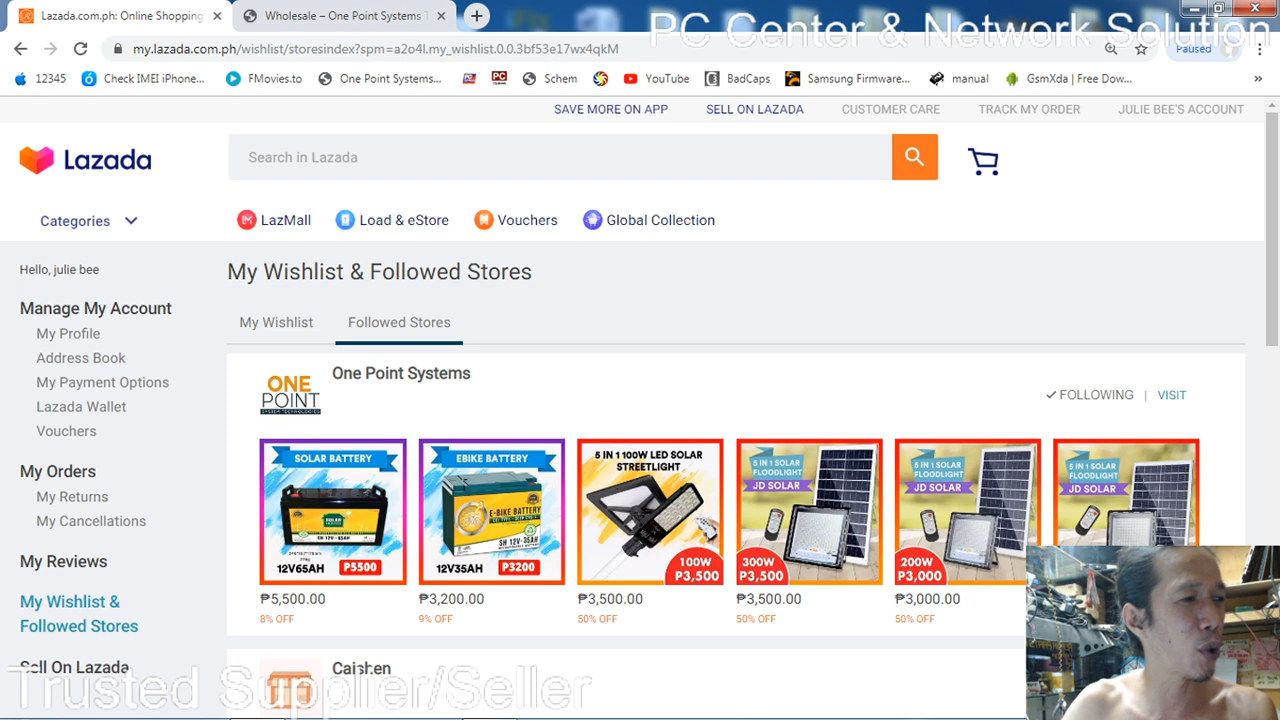 Lazada.com.ph: Online Shopping
Wholesale – One Point Systems T
PC Center & Network Solution
my.lazada.com.ph/wishlist/storesindex?spm=a2o4l.my_wishlist.0.0.3bf53e17wx4qkM
Paused
12345
Check IMEI iPhone...
FMovies.to
One Point Systems...
PC
Schem
YouTube
BadCaps
Samsung Firmware...
manual
GsmXda | Free Dow...
SAVE MORE ON APP
SELL ON LAZADA
CUSTOMER CARE
TRACK MY ORDER
JULIE BEE'S ACCOUNT
Lazada
Search in Lazada
Categories
LazMall
Load & eStore
Vouchers
Global Collection
Hello, julie bee
Manage My Account
My Profile
Address Book
My Payment Options
Lazada Wallet
Vouchers
My Orders
My Returns
My Cancellations
My Reviews
My Wishlist &
Followed Stores
Sell On Lazada
My Wishlist & Followed Stores
My Wishlist
Followed Stores
ONE
POINT
SYSTEM TECHNOLOGIES
One Point Systems
FOLLOWING
VISIT
SOLAR BATTERY
12V65AH
P5500
₱5,500.00
8% OFF
EBIKE BATTERY
E-BIKE BATTERY
SH 12V-35AH
12V35AH
P3200
₱3,200.00
9% OFF
5 IN 1 100W LED SOLAR
STREETLIGHT
100W
P3,500
₱3,500.00
50% OFF
5 IN 1 SOLAR
FLOODLIGHT
JD SOLAR
300W
P3,500
₱3,500.00
50% OFF
5 IN 1 SOLAR
FLOODLIGHT
JD SOLAR
200W
P3,000
₱3,000.00
50% OFF
5 IN 1 SOLAR
FLOODLIGHT
JD SOLAR
Caishen
Trusted Supplier/Seller